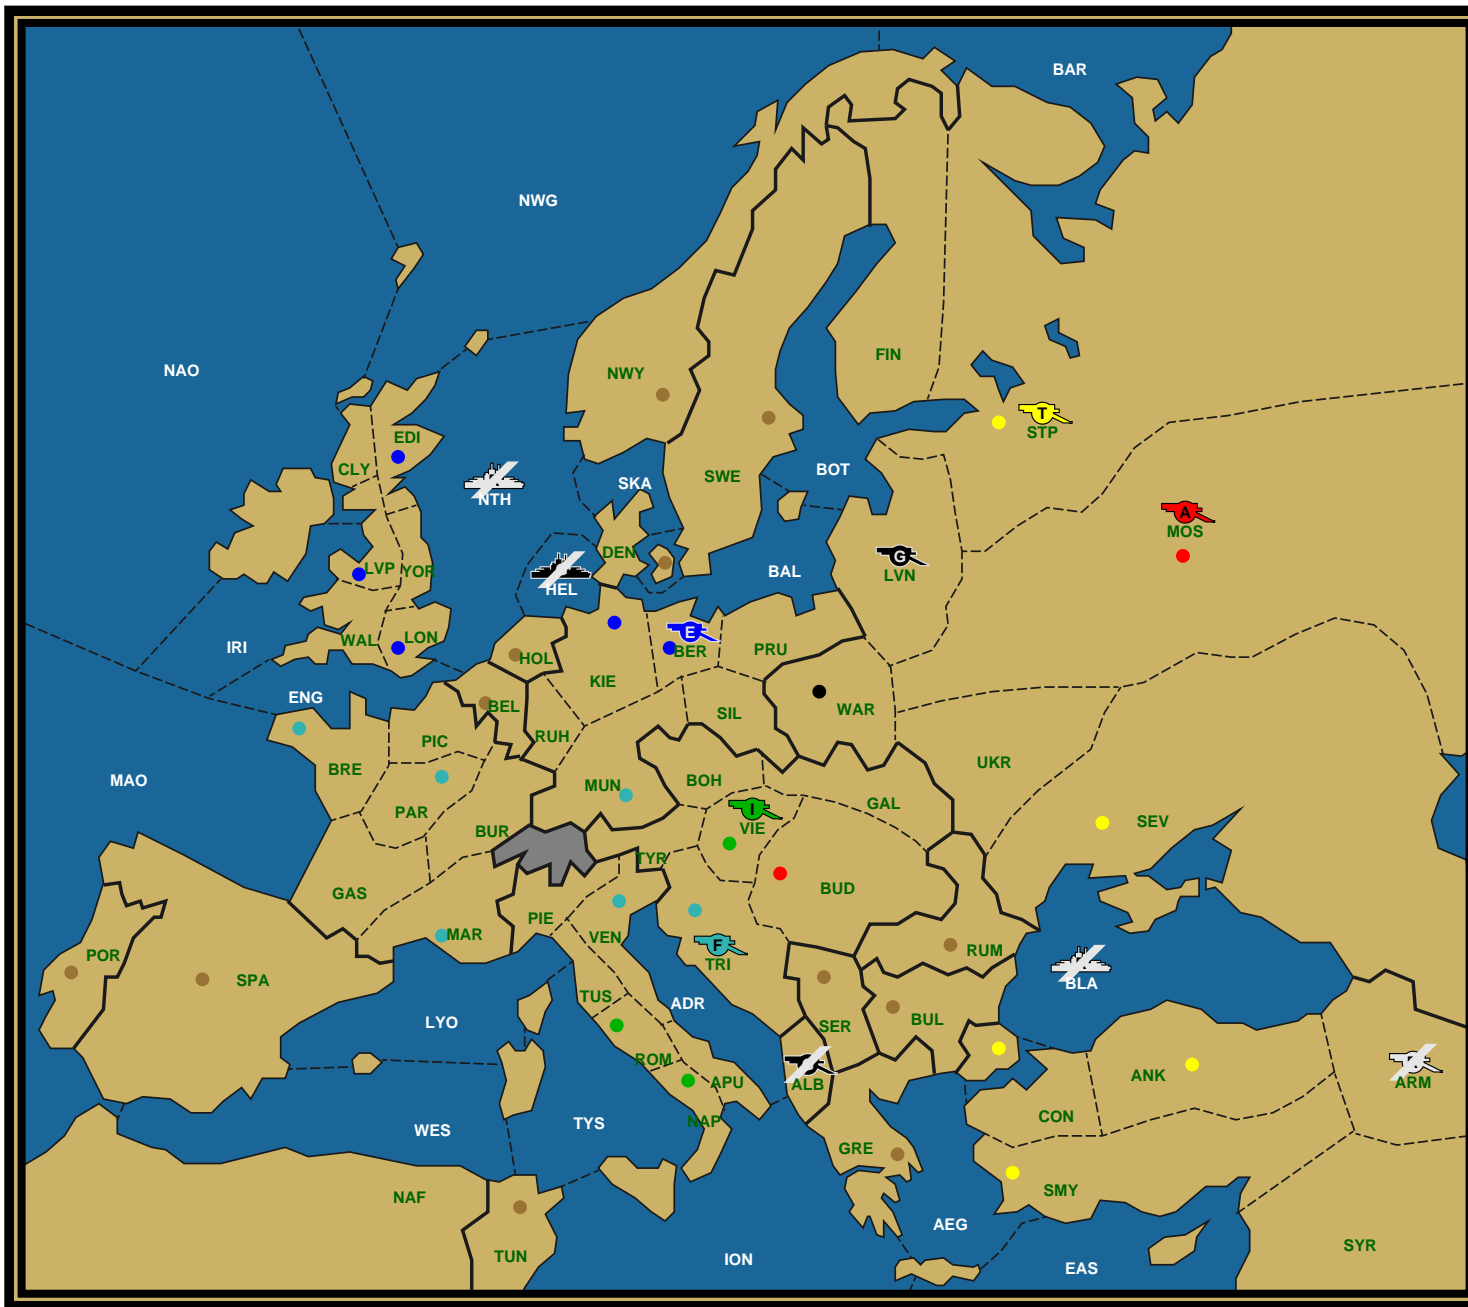 BAR
NWG
NAO
FIN
NWY
T
STP
EDI
CLY
SWE
BOT
SKA
NTH
A
MOS
DEN
G
LVN
BAL
LVP
YOR
HEL
IRI
WAL
LON
E
BER
PRU
HOL
KIE
ENG
BEL
SIL
WAR
RUH
PIC
BRE
UKR
MAO
MUN
BOH
GAL
PAR
I
VIE
SEV
BUR
TYR
BUD
GAS
PIE
VEN
MAR
F
TRI
POR
SPA
RUM
BLA
TUS
ADR
LYO
SER
BUL
ROM
APU
ALB
ANK
ARM
NAP
CON
WES
TYS
GRE
NAF
SMY
AEG
TUN
ION
EAS
SYR